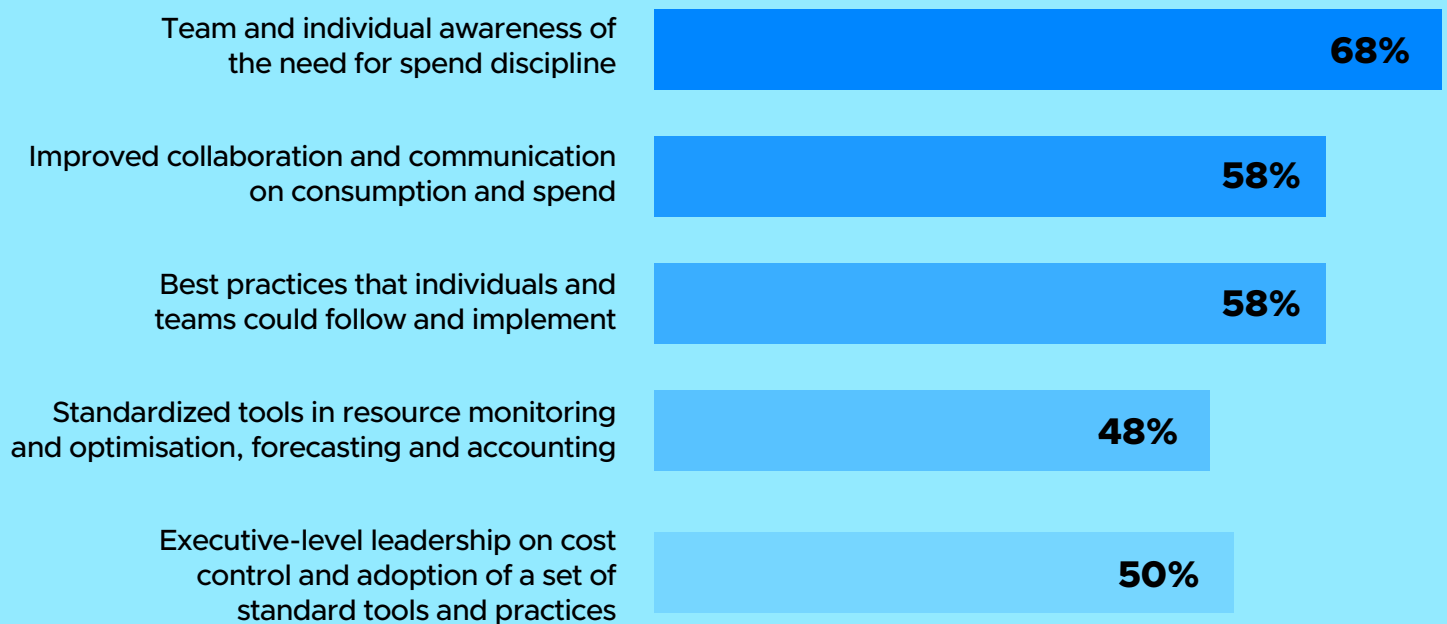 Team and individual awareness of
the need for spend discipline
68%
Improved collaboration and communication
on consumption and spend
58%
Best practices that individuals and
teams could follow and implement
58%
Standardized tools in resource monitoring
and optimisation, forecasting and accounting
48%
Executive-level leadership on cost
control and adoption of a set of
standard tools and practices
50%